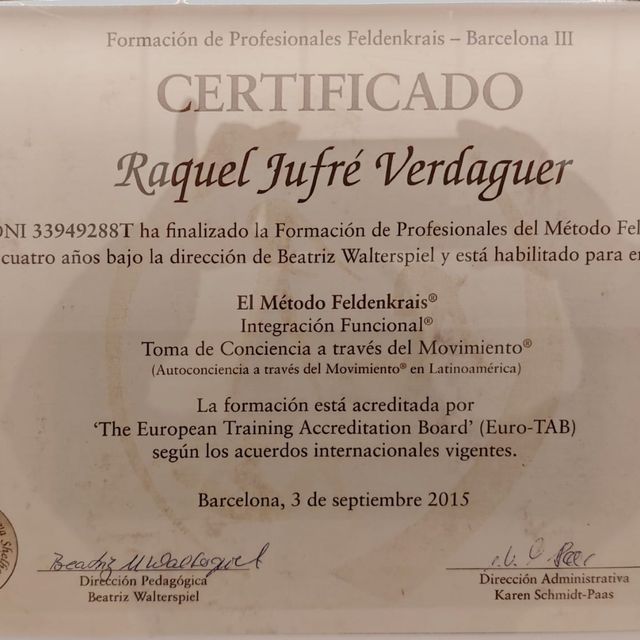 Formación de Profesionales Feldenkrais – Barcelona III
CERTIFICADO
Raquel Jufré Verdaguer
DNI 33949288T ha finalizado la Formación de Profesionales del Método Fel
cuatro años bajo la dirección de Beatriz Walterspiel y está habilitado para en
El Método Feldenkrais®
Integración Funcional®
Toma de Conciencia a través del Movimiento®
(Autoconciencia a través del Movimiento® en Latinoamérica)
La formación está acreditada por
‘The European Training Accreditation Board’ (Euro-TAB)
según los acuerdos internacionales vigentes.
Barcelona, 3 de septiembre 2015
Beatriz Walterspiel
Dirección Pedagógica
Beatriz Walterspiel
Dirección Administrativa
Karen Schmidt-Paas